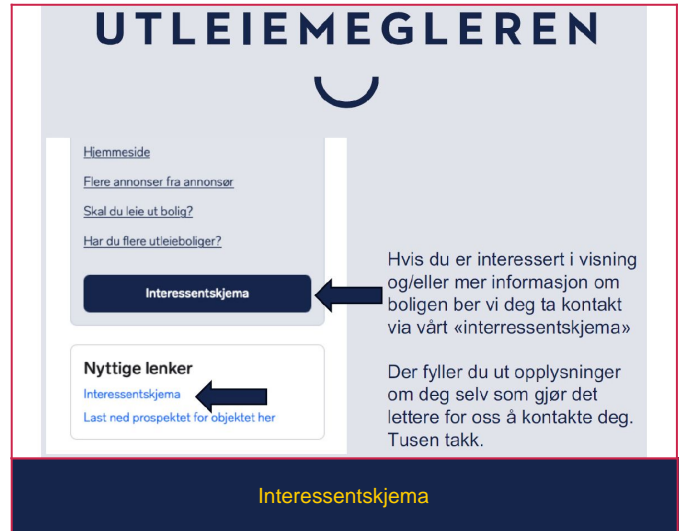 UTLEIEMEGLEREN
Hjemmeside
Flere annonser fra annonsør
Skal du leie ut bolig?
Har du flere utleieboliger?
Interessentskjema
Nyttige lenker
Interessentskjema
Last ned prospektet for objektet her
Hvis du er interessert i visning
og/eller mer informasjon om
boligen ber vi deg ta kontakt
via vårt «interressentskjema»
Der fyller du ut opplysninger
om deg selv som gjør det
lettere for oss å kontakte deg.
Tusen takk.
Interessentskjema